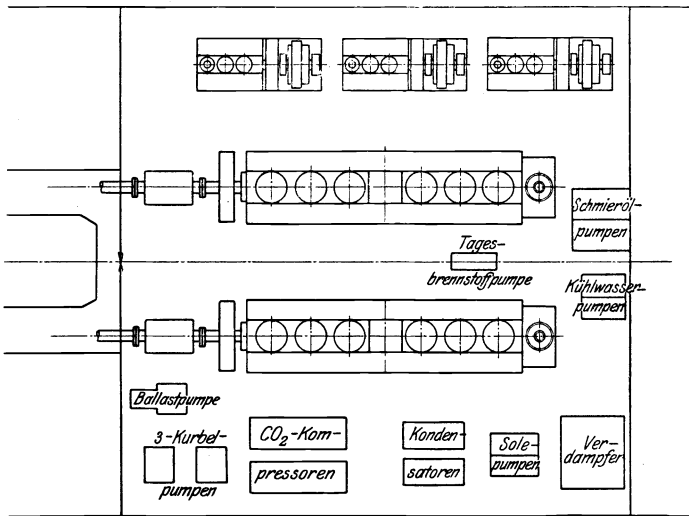 Schmieröl-
pumpen
Tages-
brennstoffpumpe
Kühlwasser-
pumpen
Ballastpumpe
3-Kurbel-
pumpen
CO₂-Kom-
pressoren
Konden-
satoren
Sole-
pumpen
Ver-
dampfer